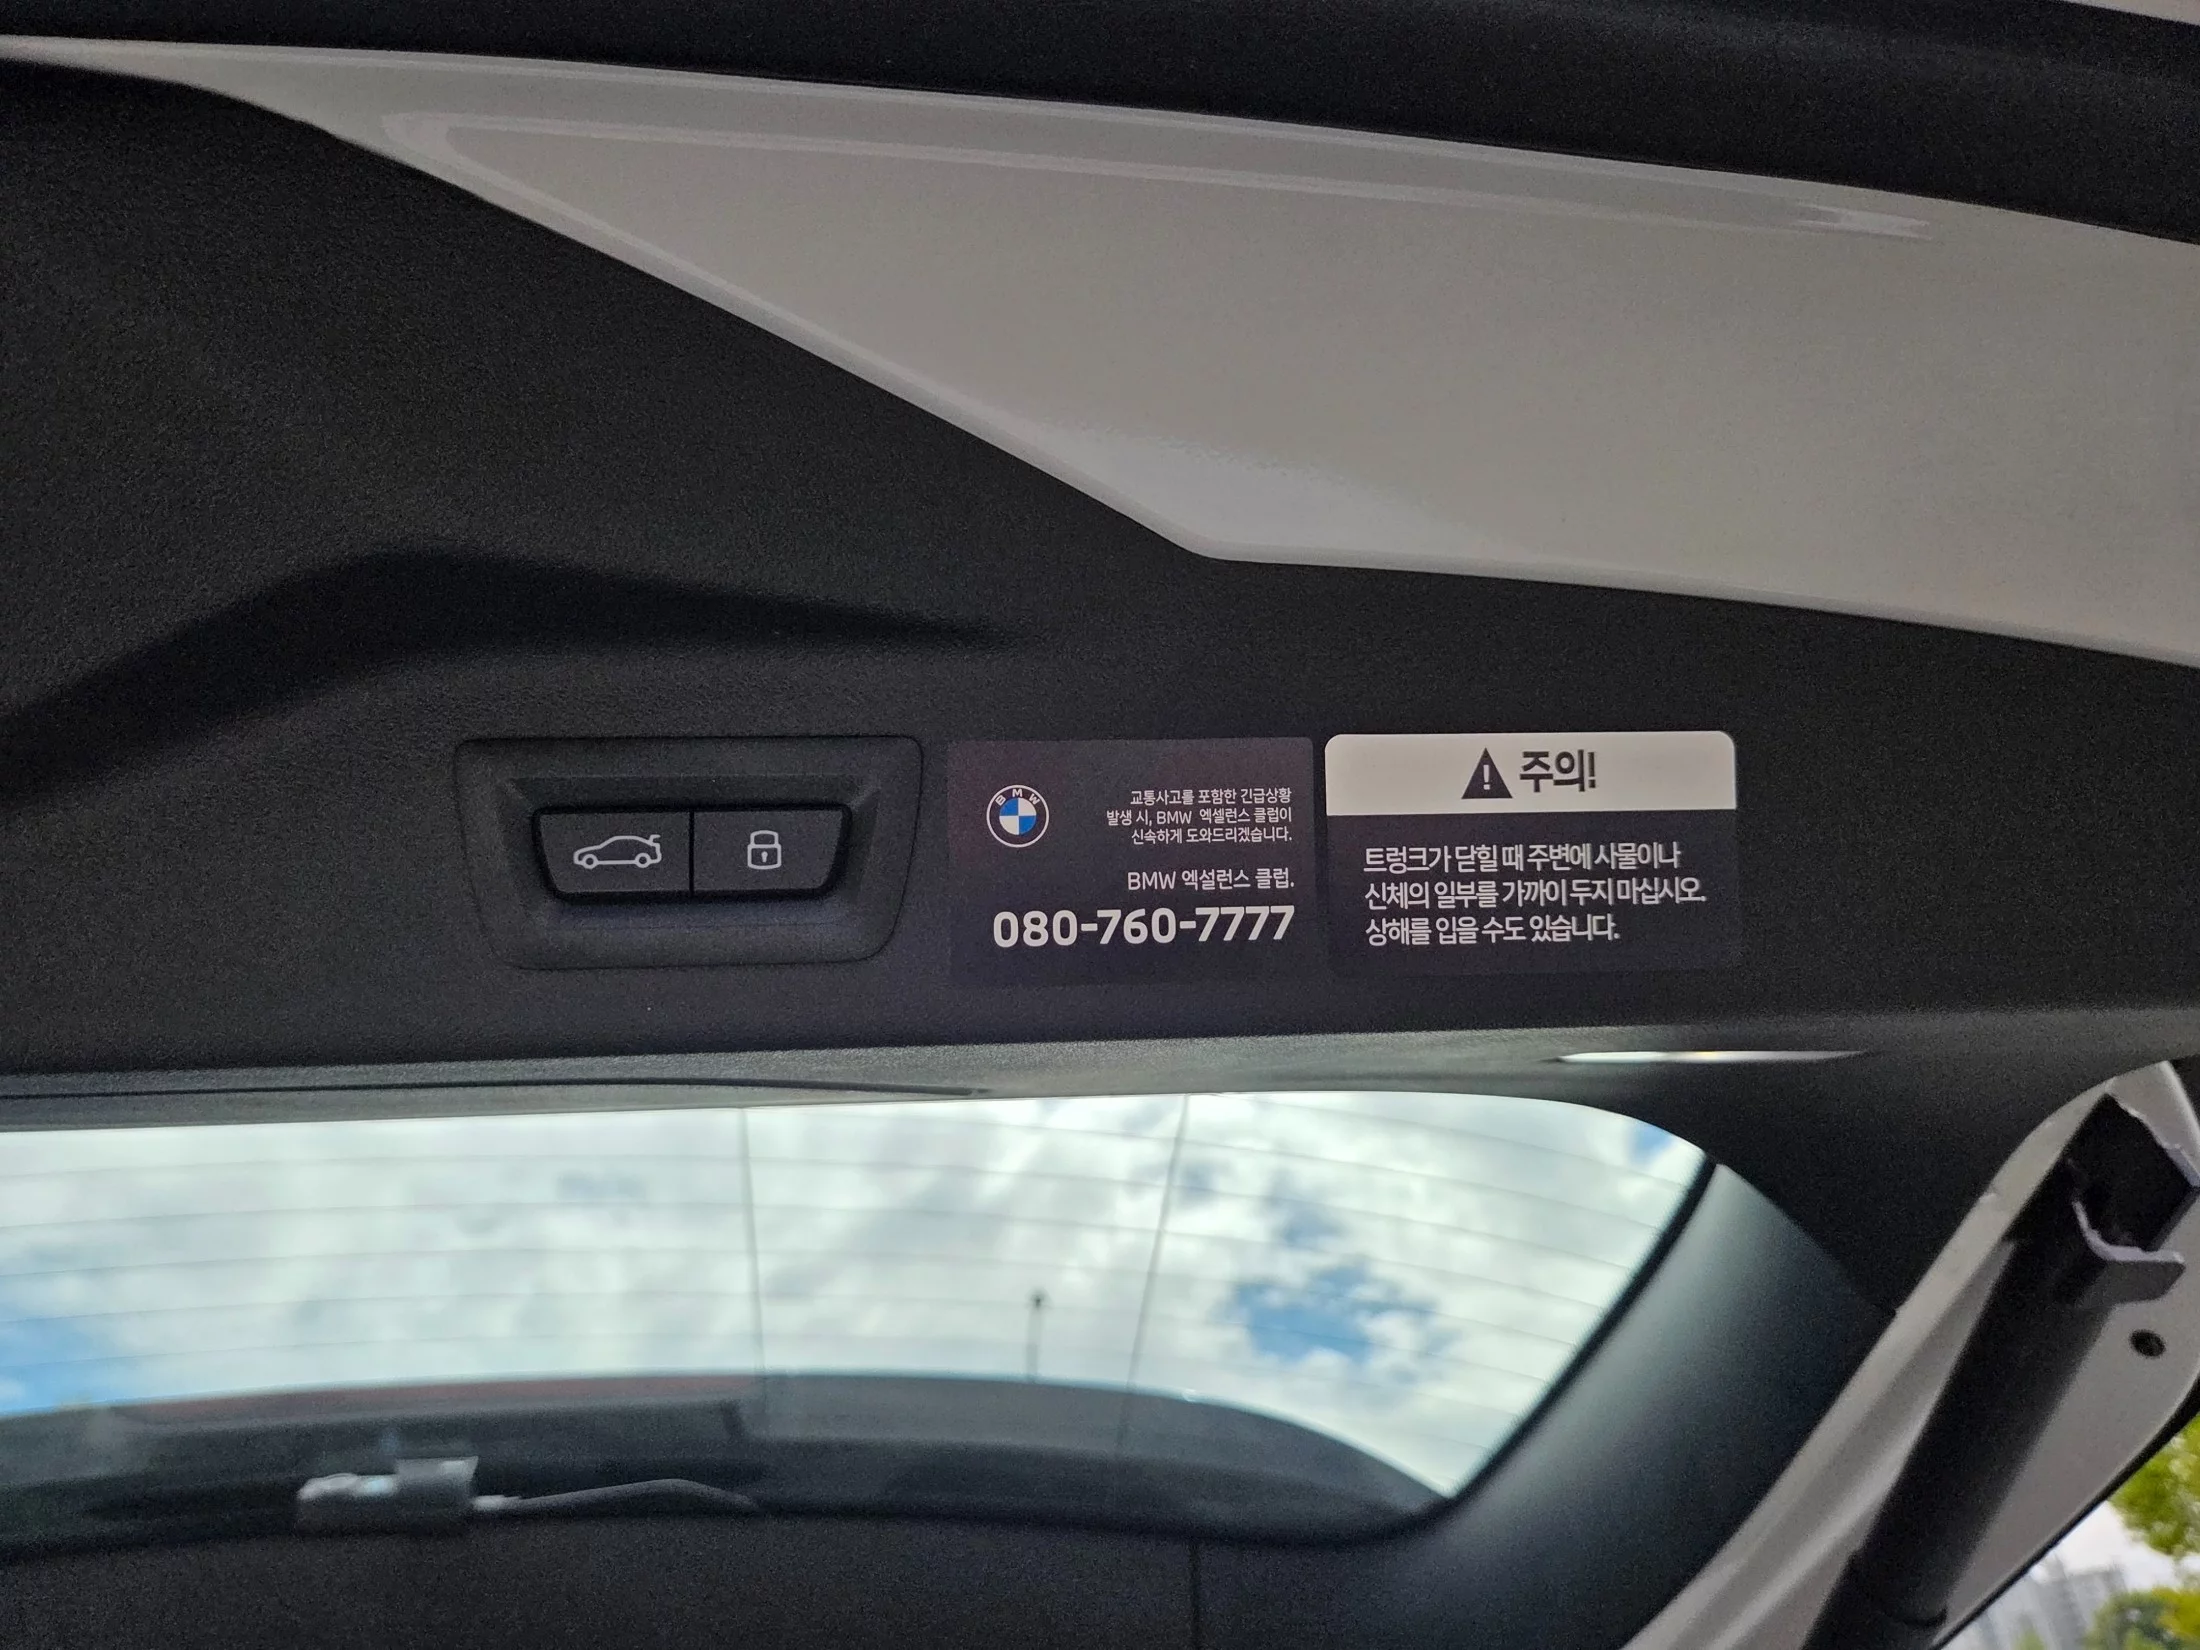 BMW
교통사고를 포함한 긴급상황
발생 시, BMW 엑셀런스 클럽이
신속하게 도와드리겠습니다.
BMW 엑설런스 클럽.
080-760-7777
주의!
트렁크가 닫힐 때 주변에 사물이나
신체의 일부를 가까이 두지 마십시오.
상해를 입을 수도 있습니다.